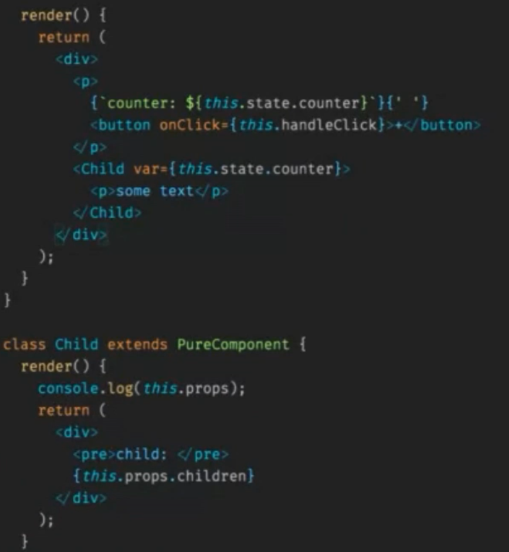 render() {
return (
<div>
<p>
{`counter: ${this.state.counter}`}{' '}
<button onClick={this.handleClick}>+</button>
</p>
<Child var={this.state.counter}>
<p>some text</p>
</Child>
</div>
);
}
}
class Child extends PureComponent {
render() {
console.log(this.props);
return (
<div>
<pre>child: </pre>
{this.props.children}
</div>
);
}